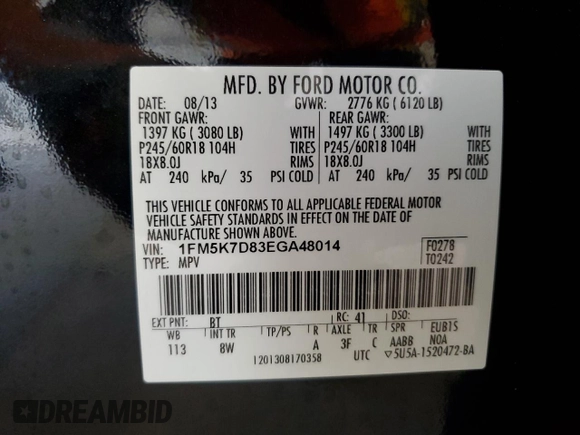 MFD. BY FORD MOTOR CO.
DATE: 08/13 GVWR: 2776 KG ( 6120 LB)
FRONT GAWR: REAR GAWR:
1397 KG ( 3080 LB) WITH 1497 KG ( 3300 LB) WITH
P245/60R18 104H TIRES P245/60R18 104H TIRES
18X8.0J RIMS 18X8.0J RIMS
AT 240 kPa/ 35 PSI COLD AT 240 kPa/ 35 PSI COLD
THIS VEHICLE CONFORMS TO ALL APPLICABLE FEDERAL MOTOR
VEHICLE SAFETY STANDARDS IN EFFECT ON THE DATE OF
MANUFACTURE SHOWN ABOVE.
VIN: 1FM5K7D83EGA48014 F0278
TYPE: MPV T0242
EXT PNT: BT RC: 41 DSO:
WB INT TR TP/PS R AXLE TR SPR EUB1S
113 8W A 3F C AABB NOA
1201308170358 UTC ▽5U5A-1520472-BA
DREAMBID